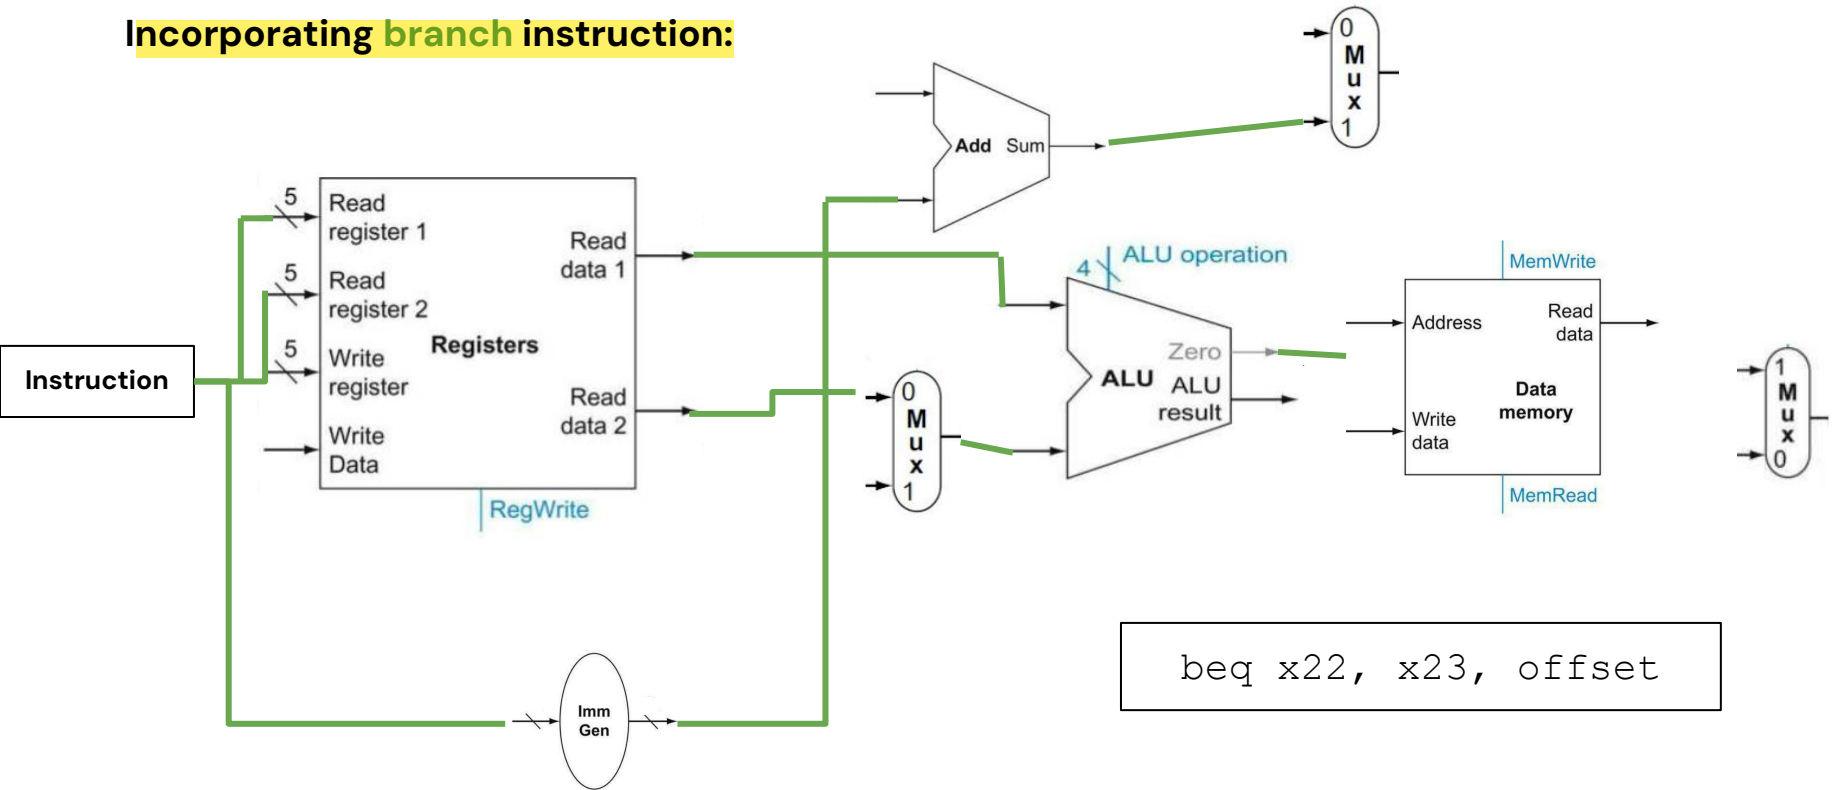 Incorporating branch instruction:
0
M
u
x
1
Add Sum
5
Read
register 1
5
Read
register 2
5
Write
register
Write
Data
Registers
Read
data 1
Read
data 2
RegWrite
Instruction
0
M
u
x
1
4
ALU operation
Zero
ALU
ALU
result
MemWrite
Address
Read
data
Data
memory
Write
data
MemRead
1
M
u
x
0
Imm
Gen
beq x22, x23, offset